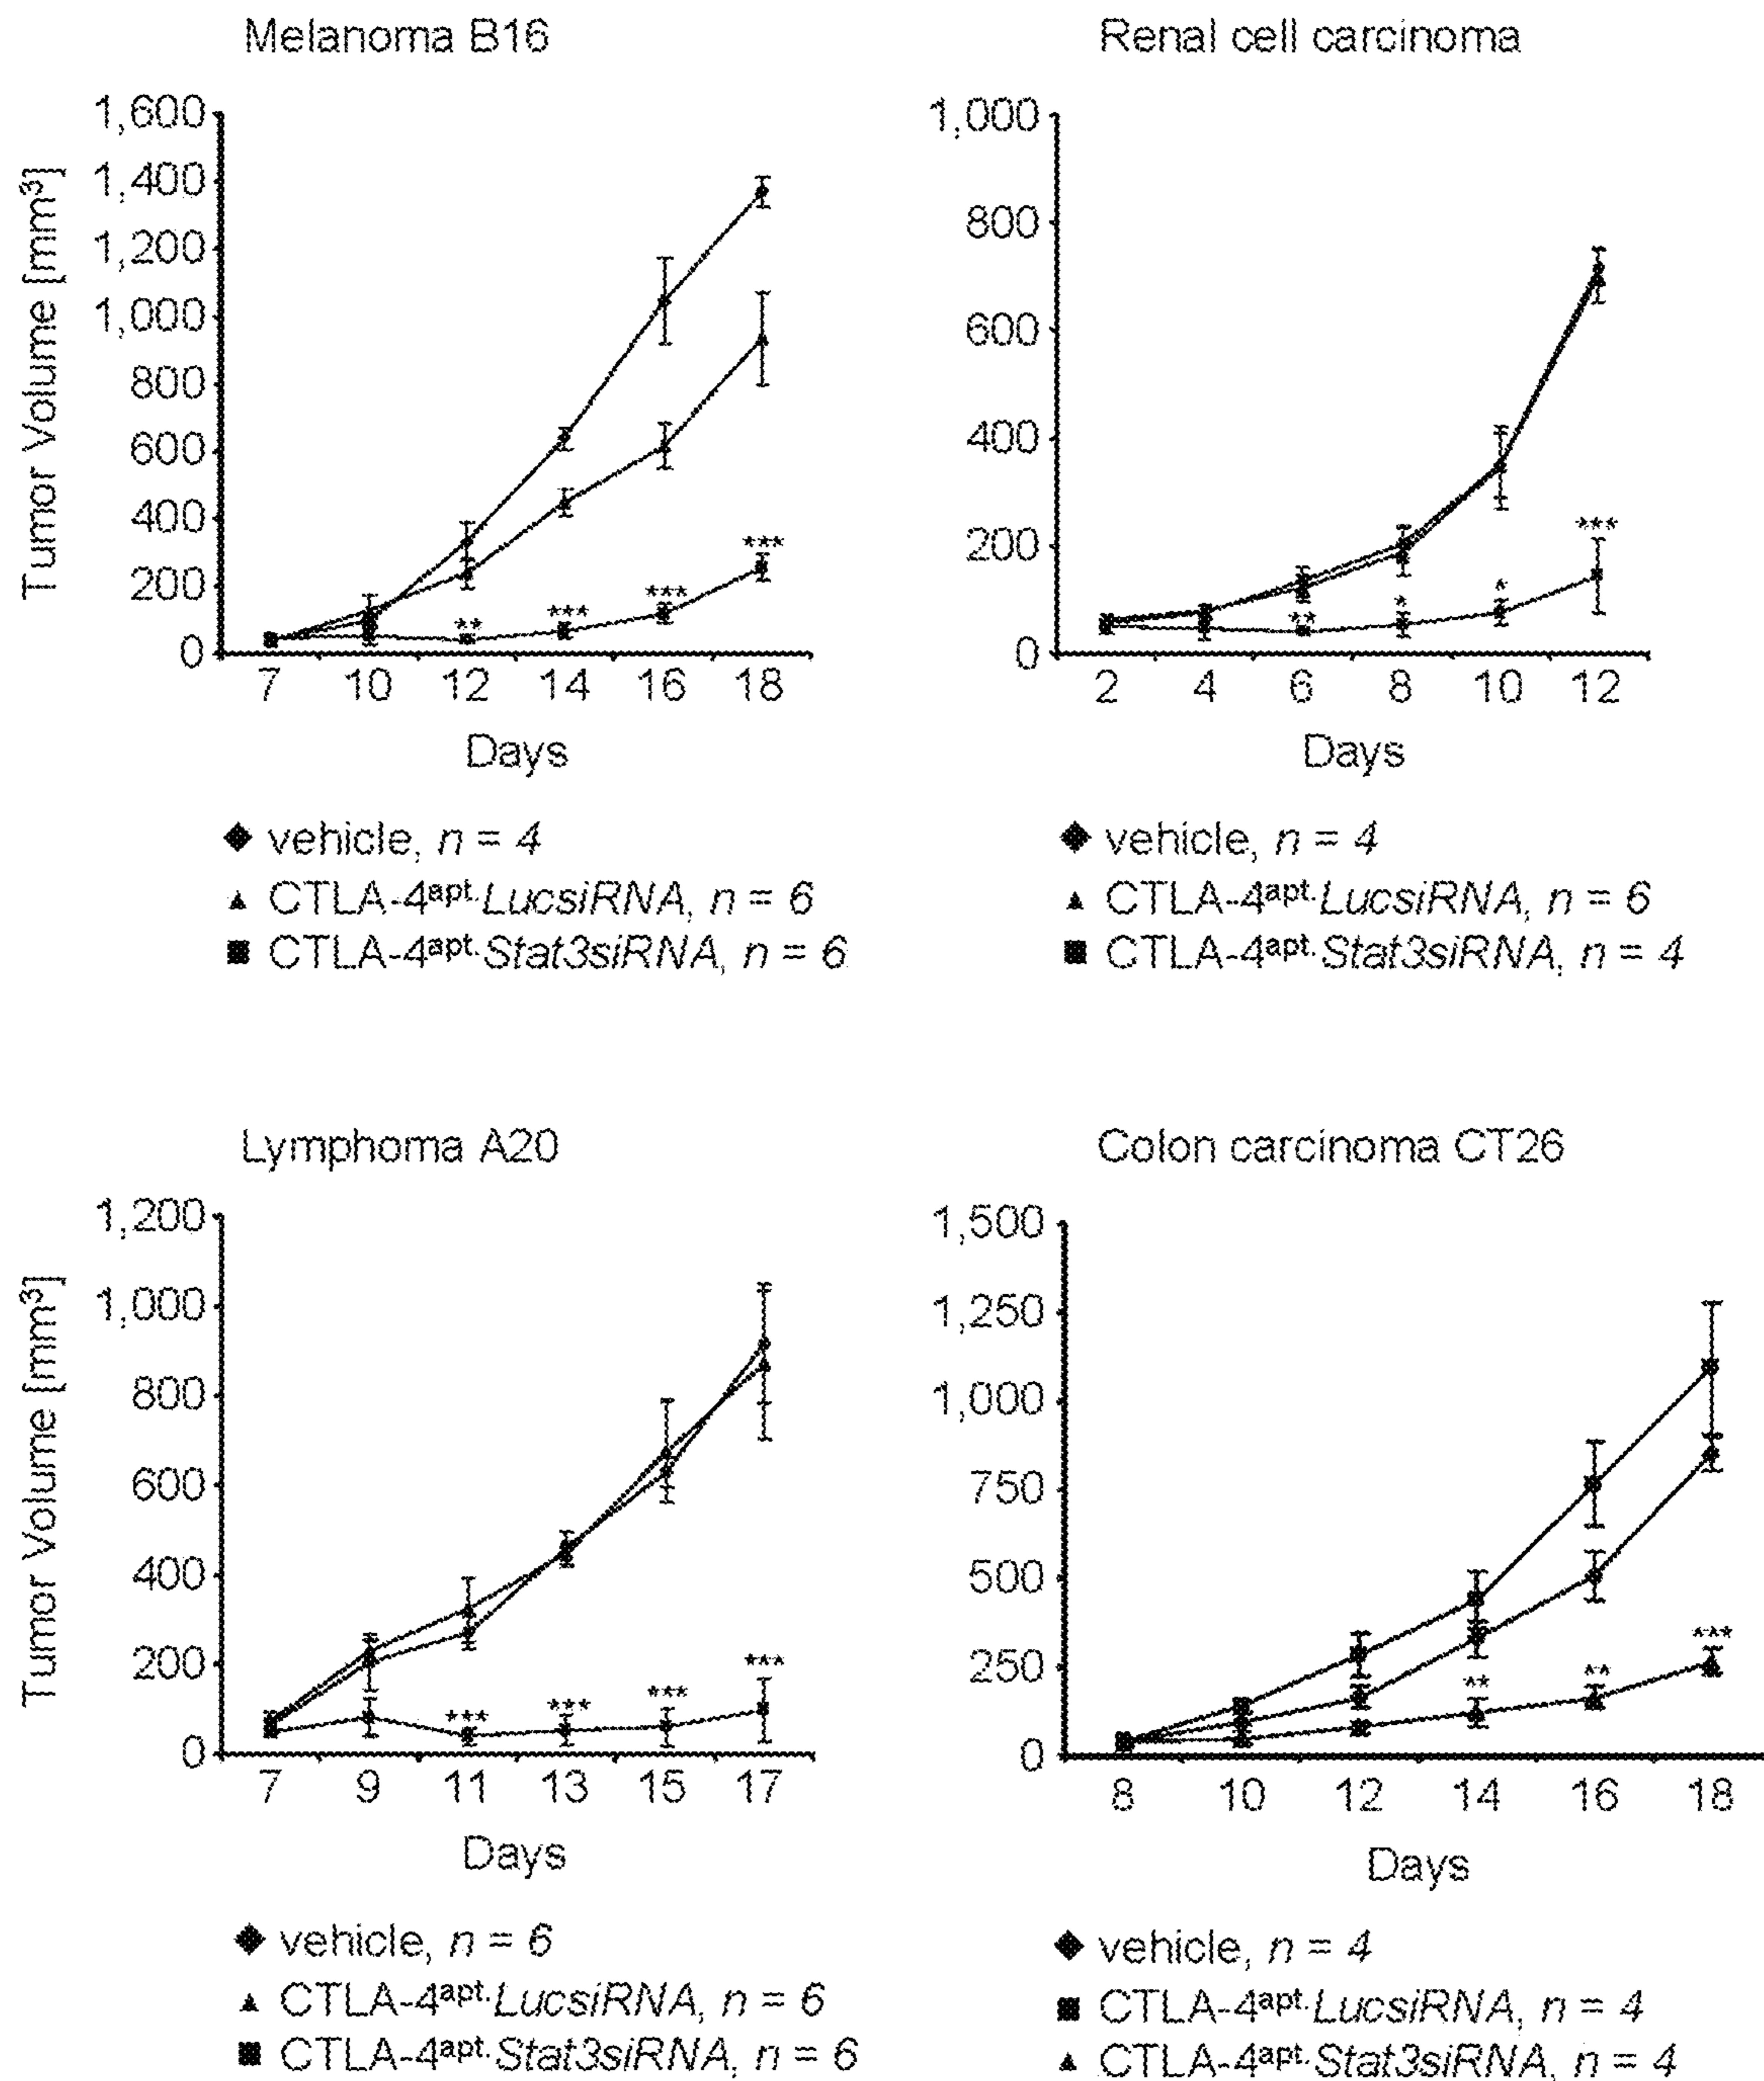 Melanoma B16
Tumor Volume [mm³]
1,600
1,400
1,200
1,000
800
600
400
200
0
**
***
***
***
7 10 12 14 16 18
Days
◆ vehicle, n = 4
▲ CTLA-4apt.LucsiRNA, n = 6
■ CTLA-4apt.Stat3siRNA, n = 6
Renal cell carcinoma
1,000
800
600
400
200
0
**
*
*
***
2 4 6 8 10 12
Days
◆ vehicle, n = 4
▲ CTLA-4apt.LucsiRNA, n = 6
■ CTLA-4apt.Stat3siRNA, n = 4
Lymphoma A20
Tumor Volume [mm³]
1,200
1,000
800
600
400
200
0
***
***
***
***
7 9 11 13 15 17
Days
◆ vehicle, n = 6
▲ CTLA-4apt.LucsiRNA, n = 6
■ CTLA-4apt.Stat3siRNA, n = 6
Colon carcinoma CT26
1,500
1,250
1,000
750
500
250
0
**
**
***
8 10 12 14 16 18
Days
◆ vehicle, n = 4
■ CTLA-4apt.LucsiRNA, n = 4
▲ CTLA-4apt.Stat3siRNA, n = 4